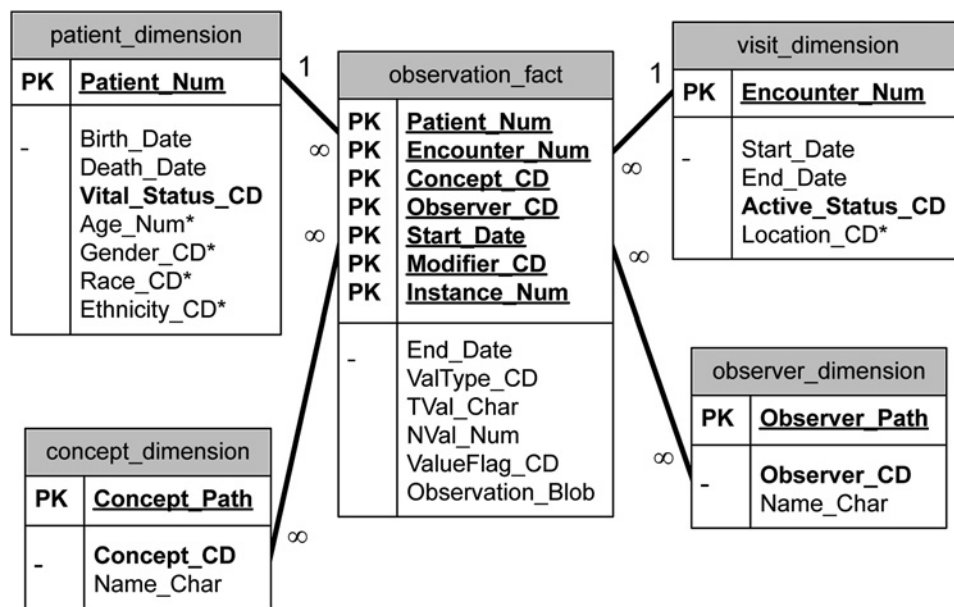 patient_dimension
PK Patient_Num
- Birth_Date
Death_Date
Vital_Status_CD
Age_Num*
Gender_CD*
Race_CD*
Ethnicity_CD*
1
∞
observation_fact
PK Patient_Num
PK Encounter_Num
PK Concept_CD
PK Observer_CD
PK Start_Date
PK Modifier_CD
PK Instance_Num
- End_Date
ValType_CD
TVal_Char
NVal_Num
ValueFlag_CD
Observation_Blob
1
∞
visit_dimension
PK Encounter_Num
- Start_Date
End_Date
Active_Status_CD
Location_CD*
∞
∞
concept_dimension
PK Concept_Path
- Concept_CD
Name_Char
∞
∞
observer_dimension
PK Observer_Path
- Observer_CD
Name_Char